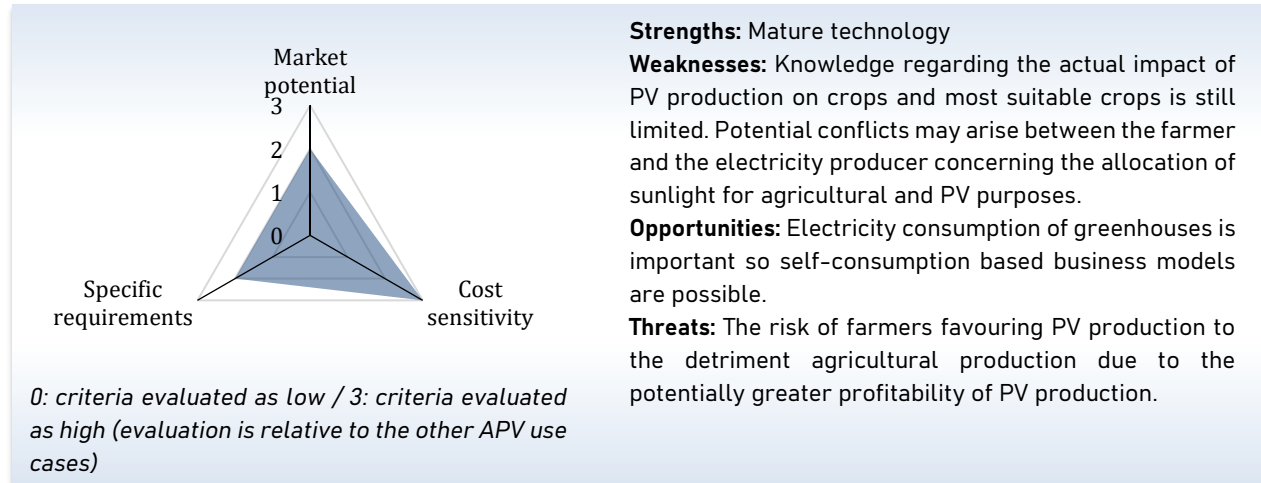 Market
potential
3
2
1
0
Specific
requirements
Cost
sensitivity
0: criteria evaluated as low / 3: criteria evaluated
as high (evaluation is relative to the other APV use
cases)
Strengths: Mature technology
Weaknesses: Knowledge regarding the actual impact of
PV production on crops and most suitable crops is still
limited. Potential conflicts may arise between the farmer
and the electricity producer concerning the allocation of
sunlight for agricultural and PV purposes.
Opportunities: Electricity consumption of greenhouses is
important so self-consumption based business models
are possible.
Threats: The risk of farmers favouring PV production to
the detriment agricultural production due to the
potentially greater profitability of PV production.